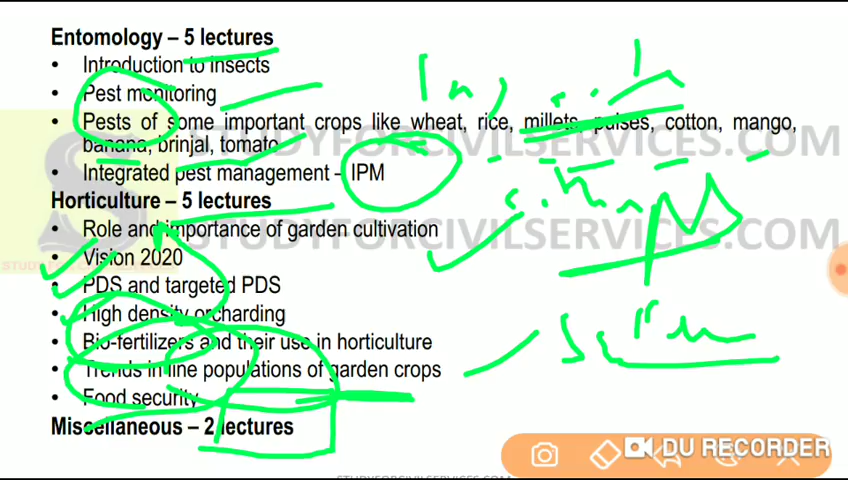 Entomology – 5 lectures
• Introduction to insects
• Pest monitoring
• Pests of some important crops like wheat, rice, millets, pulses, cotton, mango,
banana, brinjal, tomato
• Integrated pest management – IPM
Horticulture – 5 lectures
• Role and importance of garden cultivation
• Vision 2020
• PDS and targeted PDS
• High density orcharding
• Bio-fertilizers and their use in horticulture
• Trends in line populations of garden crops
• Food security
Miscellaneous – 2 lectures
STUDYFORCIVILSERVICES.COM
STUDYFORCIVILSERVICES.COM
DU RECORDER
STUDYFORCIVILSERVICES.COM